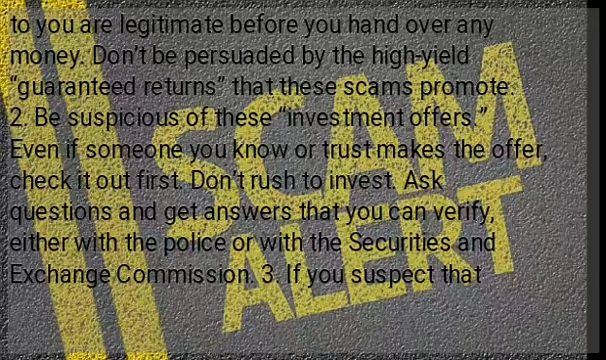 to you are legitimate before you hand over any
money. Don't be persuaded by the high-yield
"guaranteed returns" that these scams promote.
2. Be suspicious of these "investment offers."
Even if someone you know or trust makes the offer,
check it out first. Don't rush to invest. Ask
questions and get answers that you can verify,
either with the police or with the Securities and
Exchange Commission. 3. If you suspect that
SCAM
ALERT